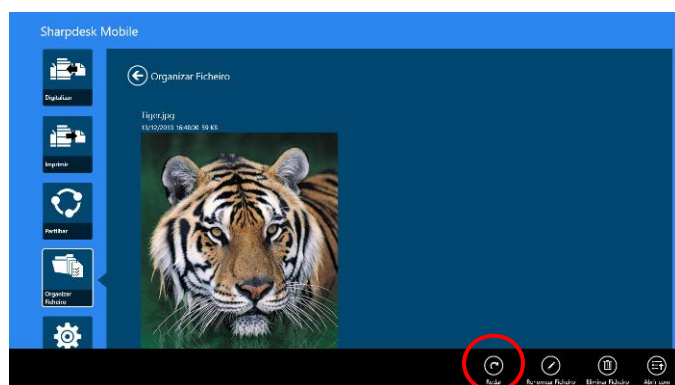 Sharpdesk Mobile
Digitalizar
Organizar Ficheiro
Tiger.jpg
13/12/2013 16:48:00 59 KB
Imprimir
Partilhar
Organizar
Ficheiro
Rodar
Renomear Ficheiro
Eliminar Ficheiro
Abrir com